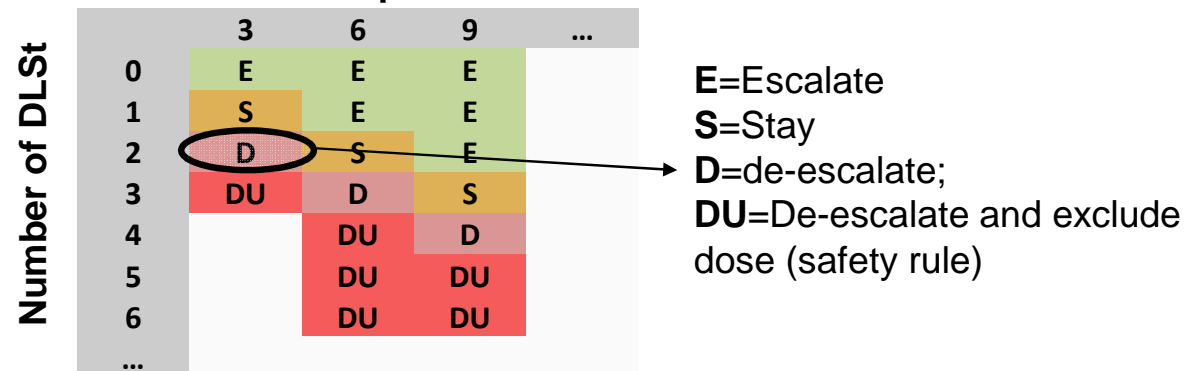 3 6 9 ...
Number of DLSt
0 E E E
1 S E E
2 D S E
3 DU D S
4 DU D
5 DU DU
6 DU DU
...
E=Escalate
S=Stay
D=de-escalate;
DU=De-escalate and exclude
dose (safety rule)